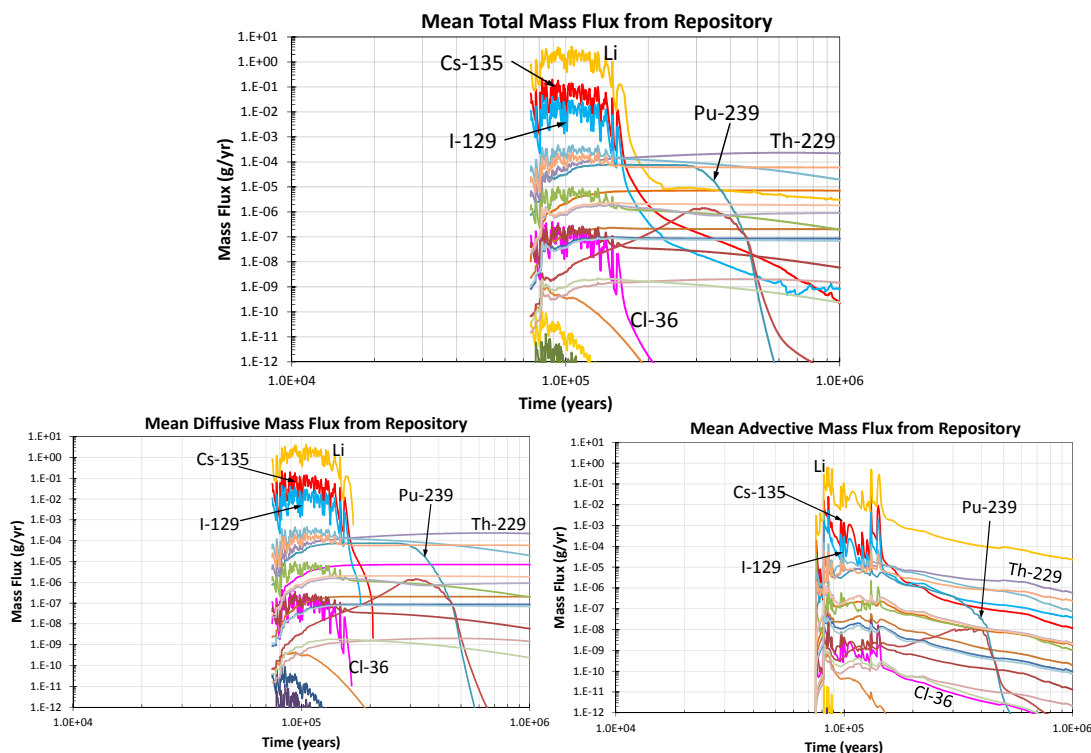 Mean Total Mass Flux from Repository
1.E+01
1.E+00
1.E-01
1.E-02
1.E-03
1.E-04
1.E-05
1.E-06
1.E-07
1.E-08
1.E-09
1.E-10
1.E-11
1.E-12
Mass Flux (g/yr)
Cs-135
Li
I-129
Pu-239
Th-229
Cl-36
1.0E+04
1.0E+05
1.0E+06
Time (years)
Mean Diffusive Mass Flux from Repository
1.E+01
1.E+00
1.E-01
1.E-02
1.E-03
1.E-04
1.E-05
1.E-06
1.E-07
1.E-08
1.E-09
1.E-10
1.E-11
1.E-12
Mass Flux (g/yr)
Cs-135
Li
I-129
Pu-239
Th-229
Cl-36
1.0E+04
1.0E+05
1.0E+06
Time (years)
Mean Advective Mass Flux from Repository
1.E+01
1.E+00
1.E-01
1.E-02
1.E-03
1.E-04
1.E-05
1.E-06
1.E-07
1.E-08
1.E-09
1.E-10
1.E-11
1.E-12
Mass Flux (g/yr)
Li
Cs-135
I-129
Pu-239
Th-229
Cl-36
1.0E+04
1.0E+05
1.0E+06
Time (years)